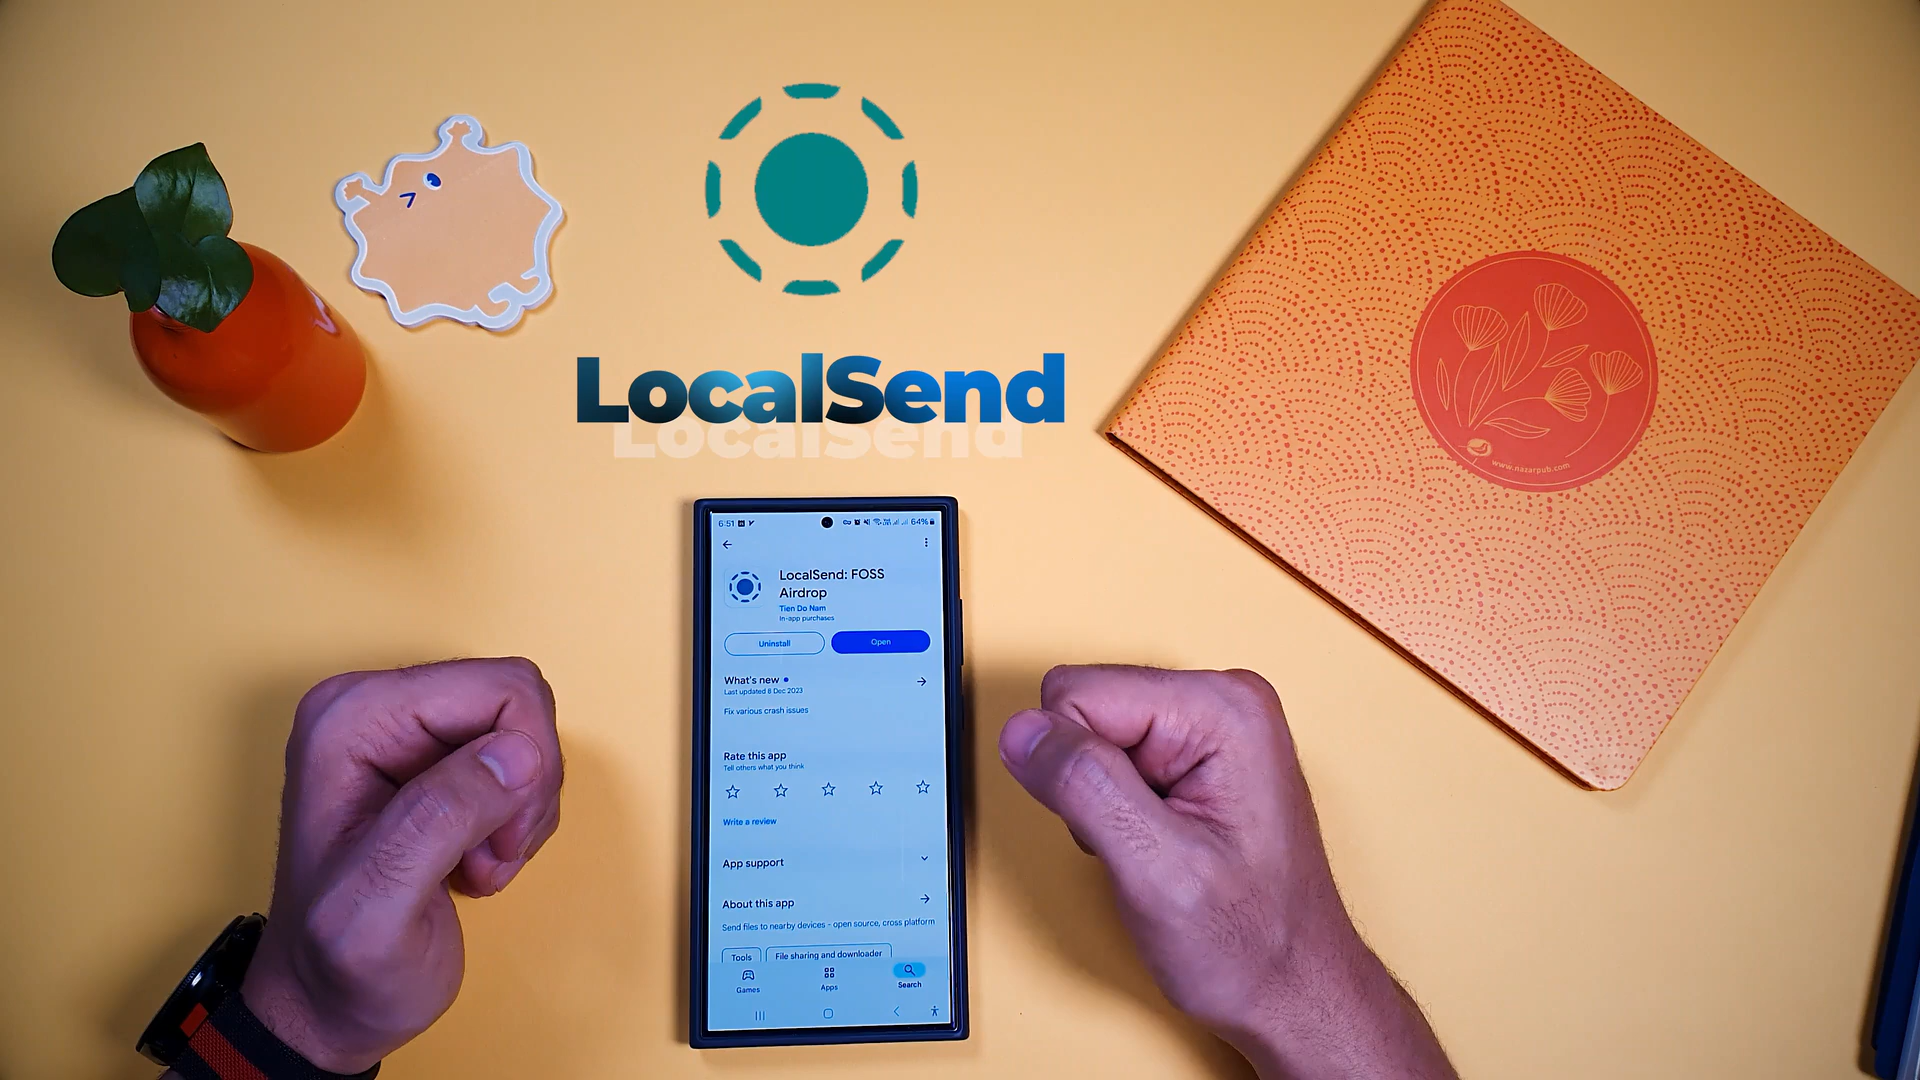 LocalSend
LocalSend
www.nazarpub.com
6:51
64%
LocalSend: FOSS
Airdrop
Tien Do Nam
In-app purchases
Uninstall
Open
What's new
Last updated 8 Dec 2023
Fix various crash issues
Rate this app
Tell others what you think
Write a review
App support
About this app
Send files to nearby devices - open source, cross platform
Tools
File sharing and downloader
Games
Apps
Search